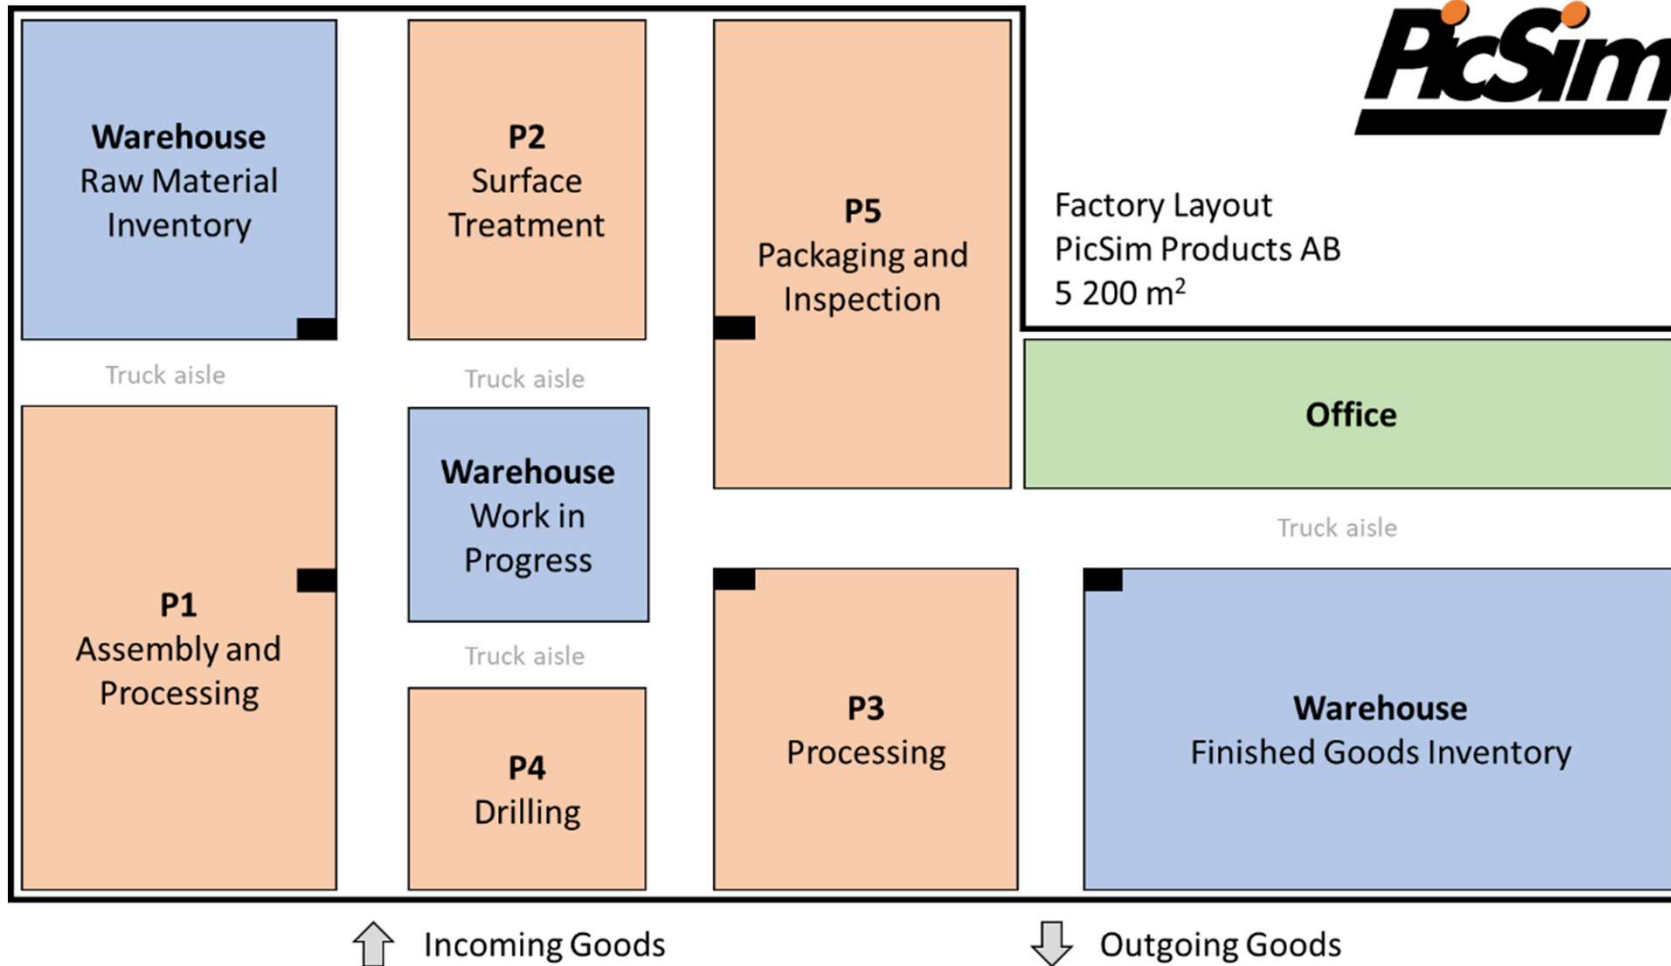 Warehouse
Raw Material
Inventory
P2
Surface
Treatment
P5
Packaging and
Inspection
PicSim
Factory Layout
PicSim Products AB
5 200 m²
Truck aisle
Truck aisle
Office
Warehouse
Work in
Progress
Truck aisle
P1
Assembly and
Processing
Truck aisle
P4
Drilling
P3
Processing
Warehouse
Finished Goods Inventory
Incoming Goods
Outgoing Goods